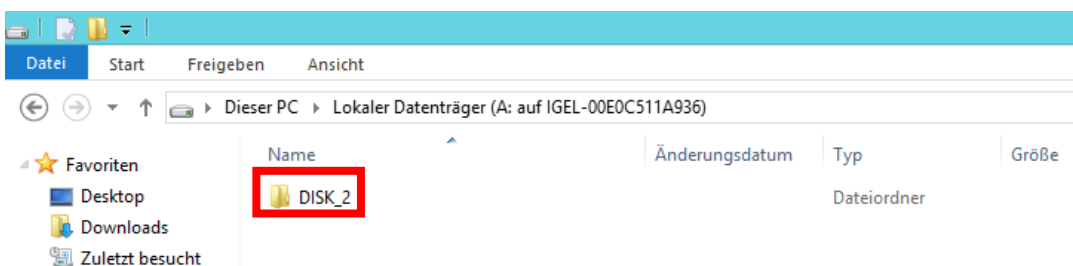 Datei Start Freigeben Ansicht
Dieser PC Lokaler Datenträger (A: auf IGEL-00E0C511A936)
Name Änderungsdatum Typ Größe
Favoriten
DISK_2 Dateiordner
Desktop
Downloads
Zuletzt besucht